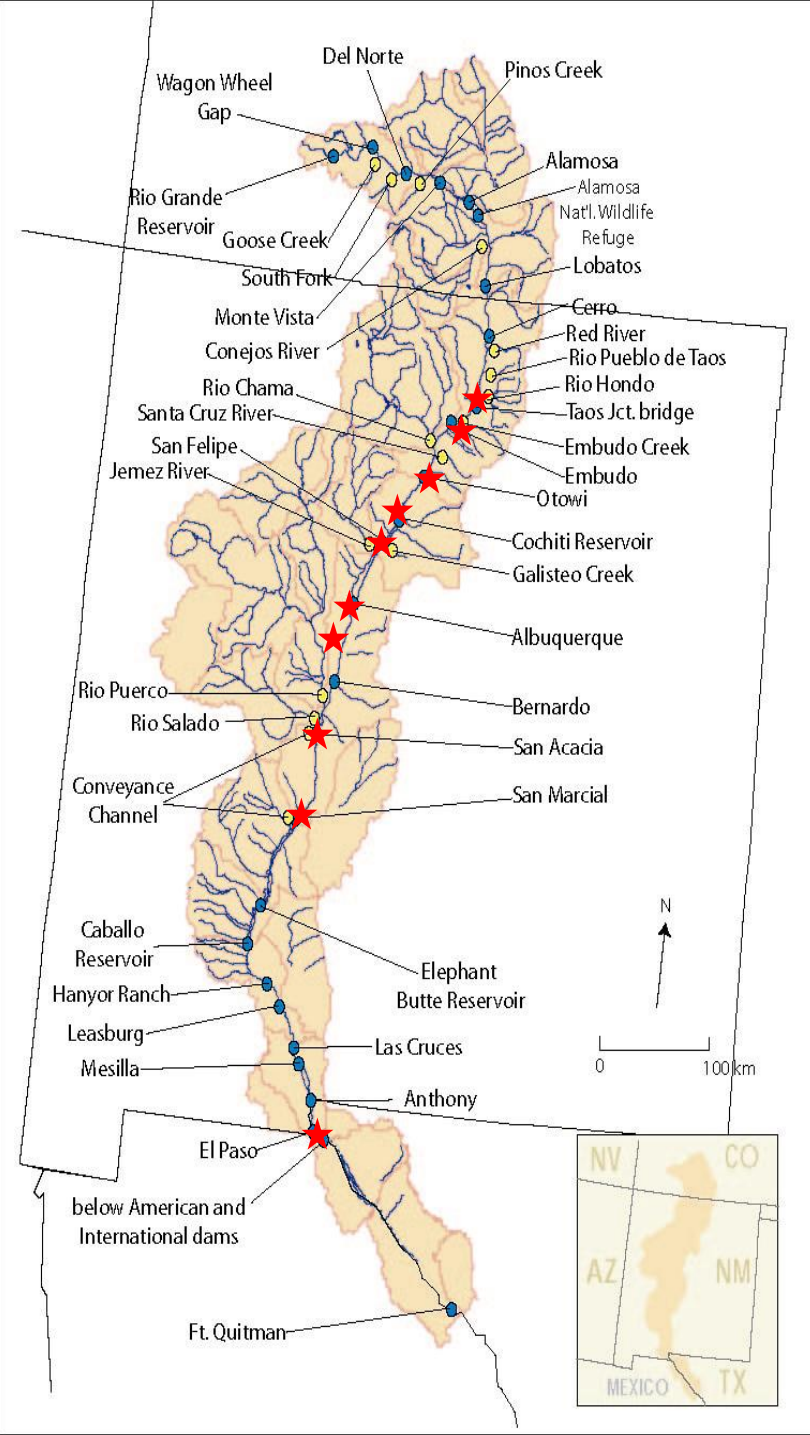 Del Norte
Pinos Creek
Wagon Wheel
Gap
Alamosa
Alamosa
Nat'l. Wildlife
Refuge
Rio Grande
Reservoir
Goose Creek
South Fork
Lobatos
Monte Vista
Cerro
Conejos River
Red River
Rio Pueblo de Taos
Rio Chama
Rio Hondo
Santa Cruz River
Taos Jct. bridge
San Felipe
Embudo Creek
Jemez River
Embudo
Otowi
Cochiti Reservoir
Galisteo Creek
Albuquerque
Rio Puerco
Bernardo
Rio Salado
San Acacia
Conveyance
Channel
San Marcial
N
Caballo
Reservoir
Elephant
Butte Reservoir
Hanyor Ranch
Leasburg
Las Cruces
Mesilla
0 100 km
Anthony
El Paso
below American and
International dams
Ft. Quitman
NV CO
AZ NM
MEXICO TX